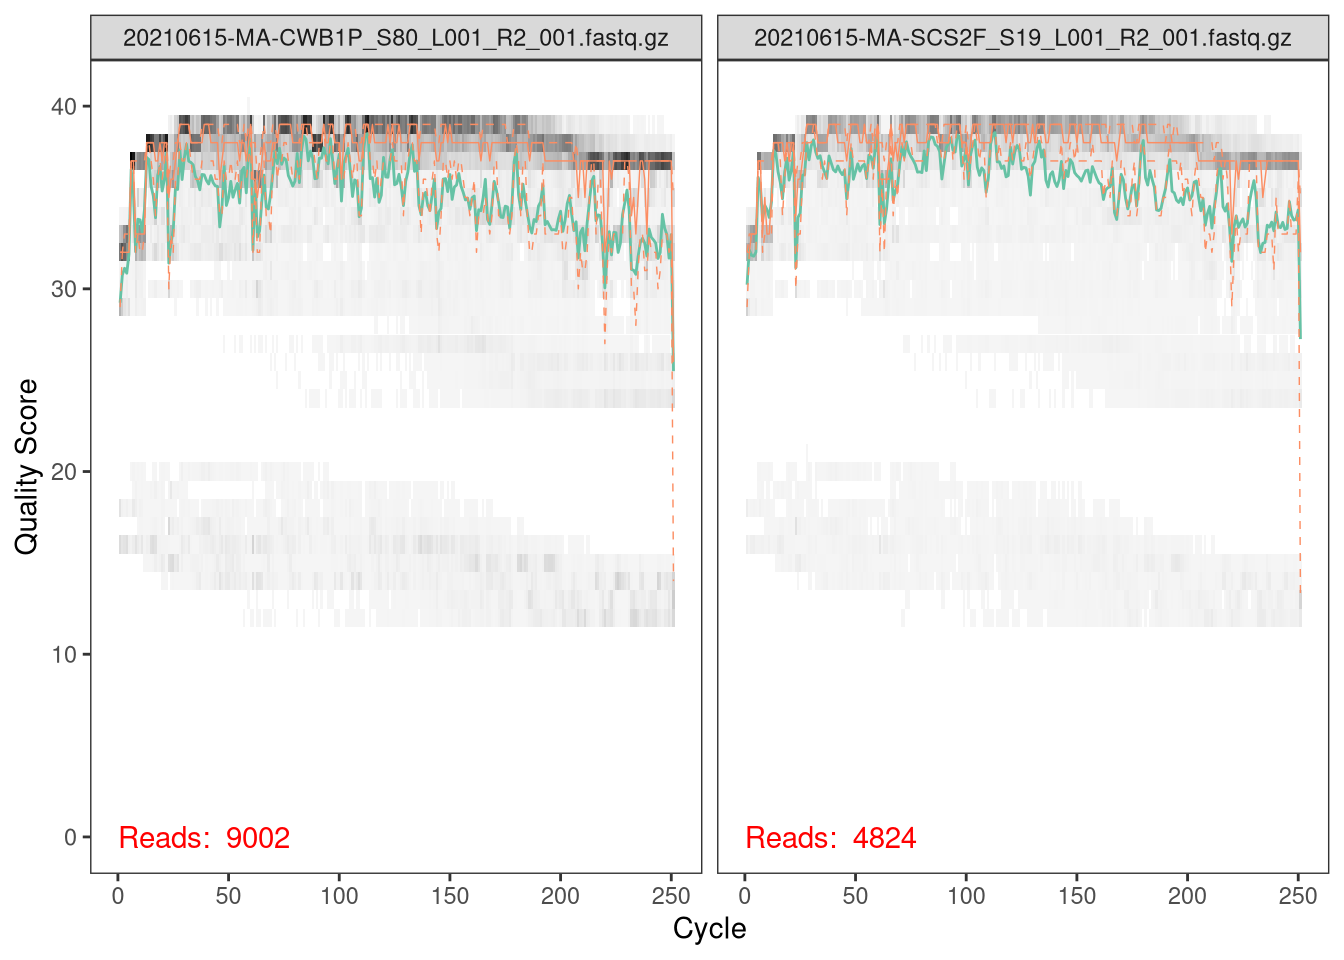 20210615-MA-CWB1P_S80_L001_R2_001.fastq.gz
20210615-MA-SCS2F_S19_L001_R2_001.fastq.gz
40
30
20
10
0
Quality Score
Reads: 9002
Reads: 4824
0 50 100 150 200 250
0 50 100 150 200 250
Cycle